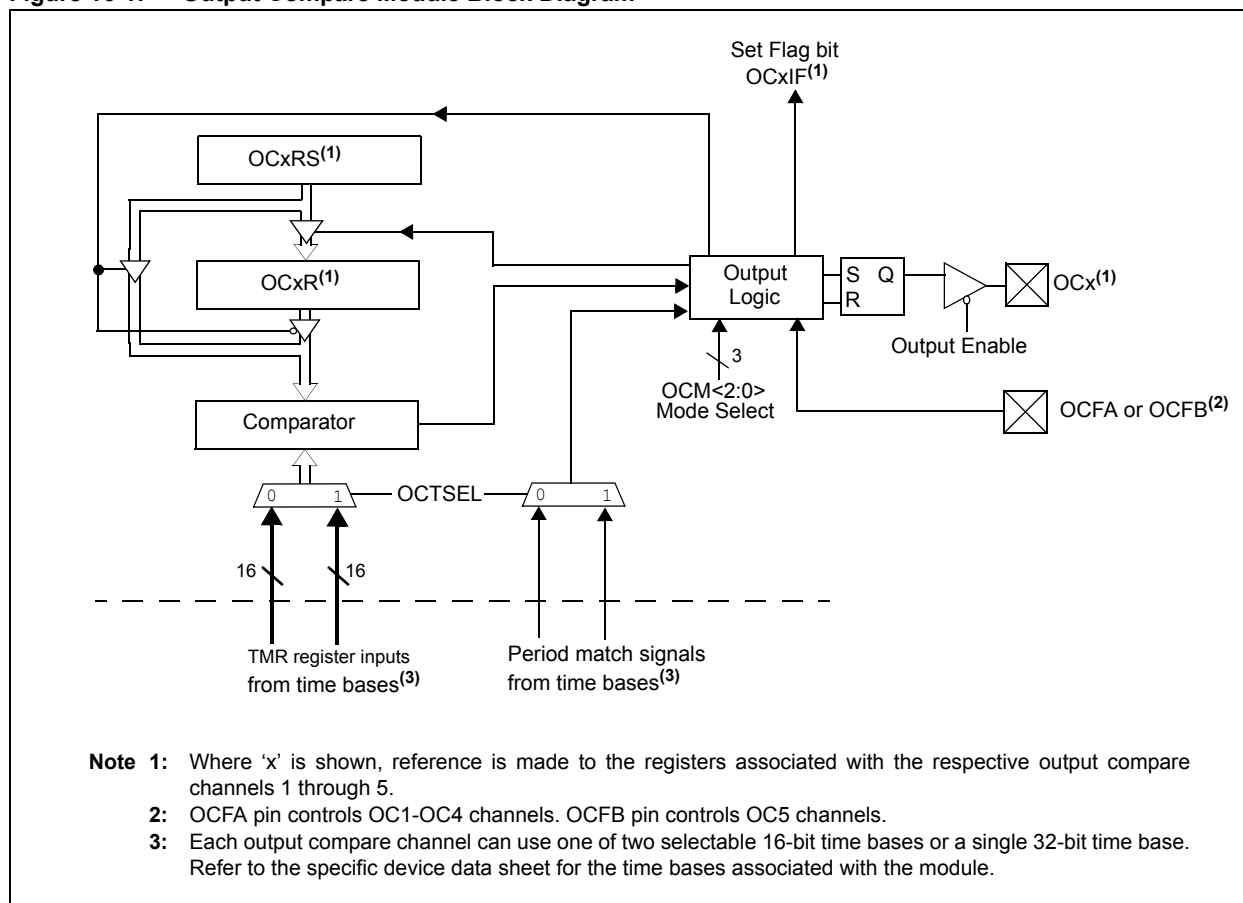 Set Flag bit
OCxIF(1)
OCxRS(1)
OCxR(1)
Output
Logic
S Q
R
OCx(1)
Output Enable
3
OCM<2:0>
Mode Select
OCFA or OCFB(2)
Comparator
0 1
OCTSEL
0 1
16
16
TMR register inputs
from time bases(3)
Period match signals
from time bases(3)
Note 1: Where ‘x’ is shown, reference is made to the registers associated with the respective output compare
channels 1 through 5.
2: OCFA pin controls OC1-OC4 channels. OCFB pin controls OC5 channels.
3: Each output compare channel can use one of two selectable 16-bit time bases or a single 32-bit time base.
Refer to the specific device data sheet for the time bases associated with the module.